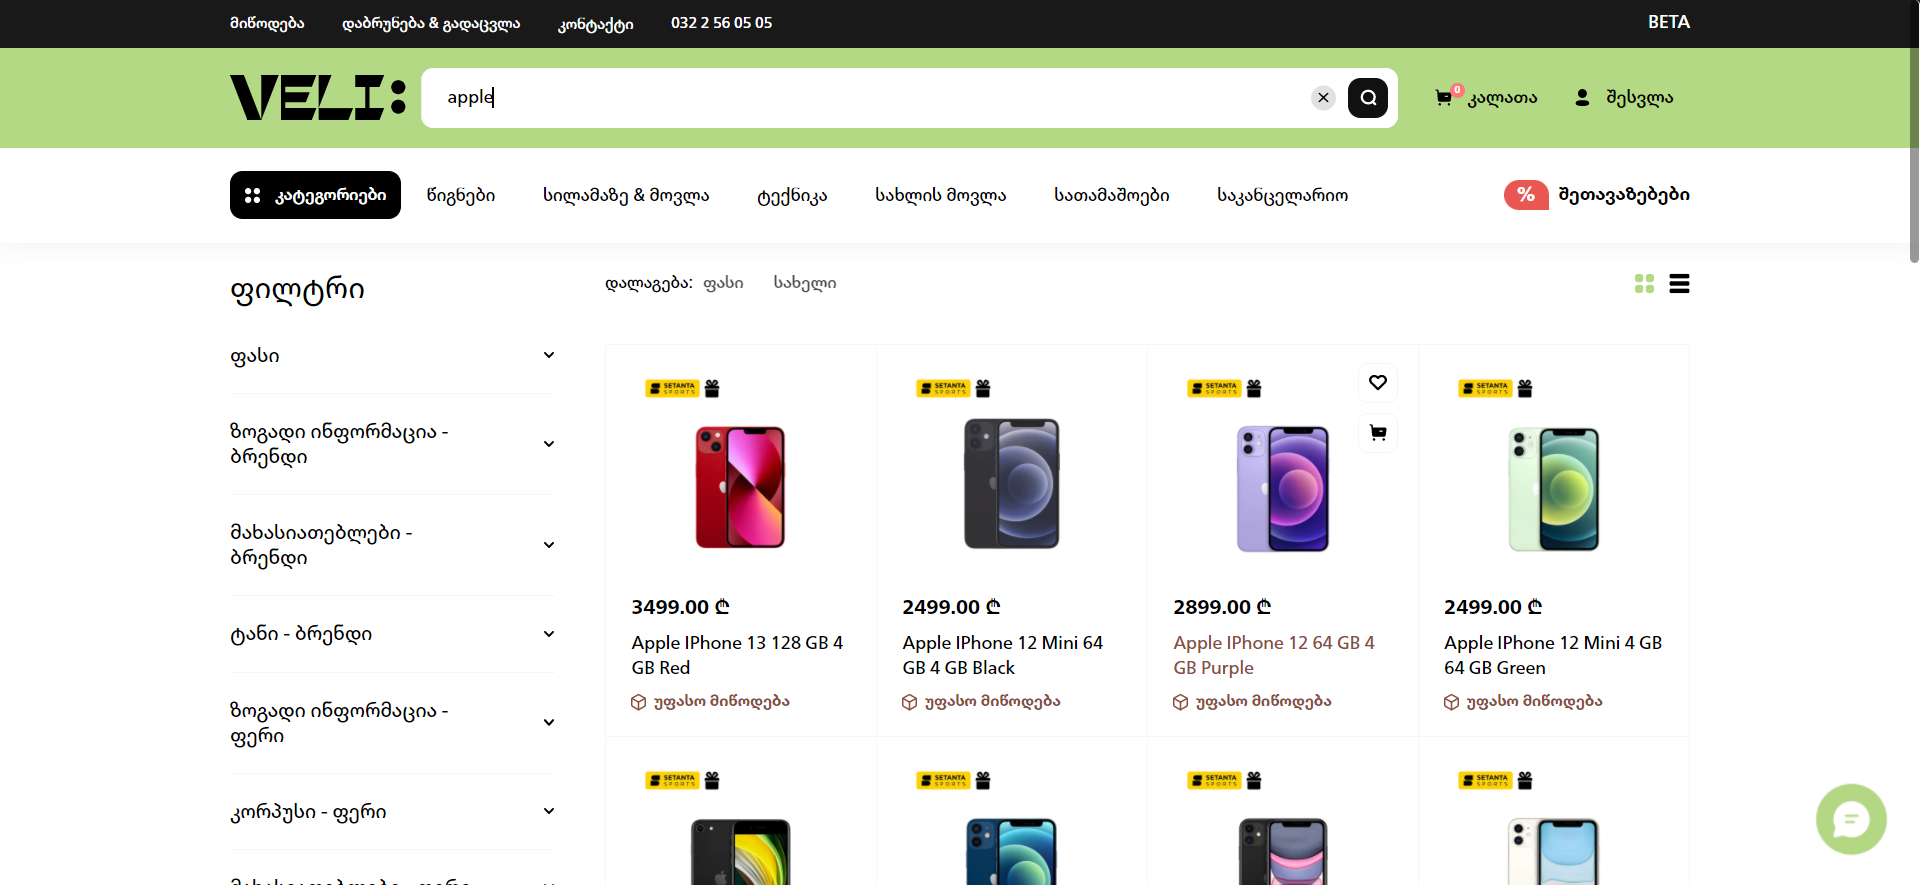 მიწოდება დაბრუნება & გადაცვლა კონტაქტი 032 2 56 05 05 BETA
VELI: apple 0 კალათა შესვლა
კატეგორიები წიგნები სილამაზე & მოვლა ტექნიკა სახლის მოვლა სათამაშოები საკანცელარიო % შეთავაზებები
ფილტრი
ფასი
ზოგადი ინფორმაცია -
ბრენდი
მახასიათებლები -
ბრენდი
ტანი - ბრენდი
ზოგადი ინფორმაცია -
ფერი
კორპუსი - ფერი
დალაგება: ფასი სახელი
SETANTA SPORTS
3499.00 ₾
Apple IPhone 13 128 GB 4
GB Red
უფასო მიწოდება
SETANTA SPORTS
2499.00 ₾
Apple IPhone 12 Mini 64
GB 4 GB Black
უფასო მიწოდება
SETANTA SPORTS
2899.00 ₾
Apple IPhone 12 64 GB 4
GB Purple
უფასო მიწოდება
SETANTA SPORTS
2499.00 ₾
Apple IPhone 12 Mini 4 GB
64 GB Green
უფასო მიწოდება
SETANTA SPORTS
SETANTA SPORTS
SETANTA SPORTS
SETANTA SPORTS